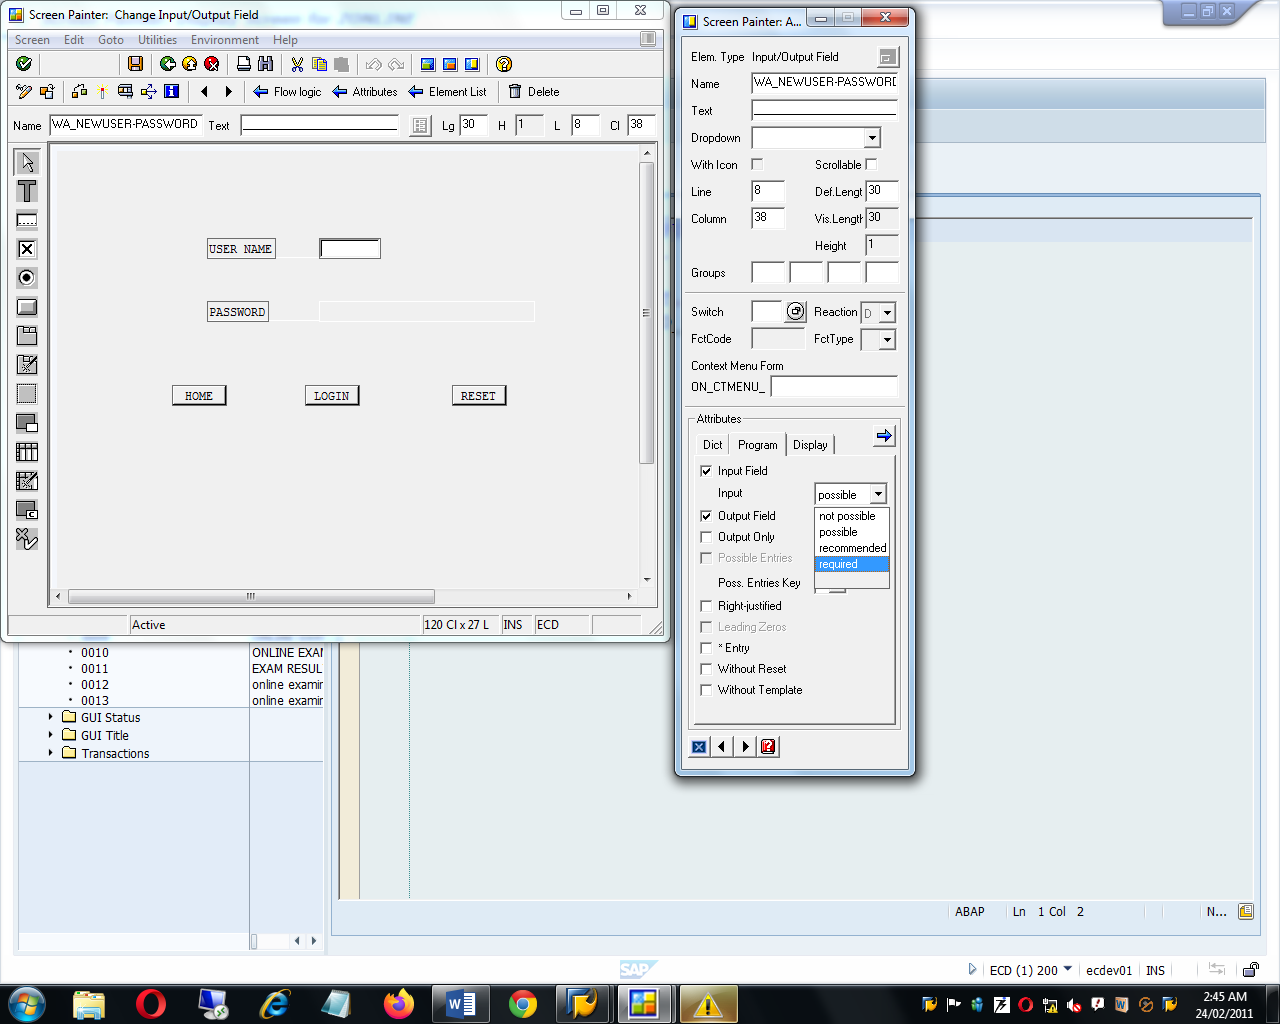 Screen Painter: Change Input/Output Field
Screen Edit Goto Utilities Environment Help
Flow logic Attributes Element List Delete
Name WA_NEWUSER-PASSWORD Text Lg 30 H 1 L 8 Cl 38
USER NAME
PASSWORD
HOME LOGIN RESET
Active 120 Cl x 27 L INS ECD
0010 ONLINE EXAM
0011 EXAM RESUL
0012 online examin
0013 online examin
GUI Status
GUI Title
Transactions
Screen Painter: A...
Elem. Type Input/Output Field
Name WA_NEWUSER-PASSWORD
Text
Dropdown
With Icon Scrollable
Line 8 Def.Lengt 30
Column 38 Vis.Length 30
Height 1
Groups
Switch Reaction D
FctCode FctType
Context Menu Form
ON_CTMENU_
Attributes
Dict Program Display
Input Field
Input possible
not possible
possible
recommended
required
Output Field
Output Only
Possible Entries
Poss. Entries Key
Right-justified
Leading Zeros
* Entry
Without Reset
Without Template
ABAP Ln 1 Col 2 N...
SAP
ECD (1) 200 ecdev01 INS
2:45 AM
24/02/2011